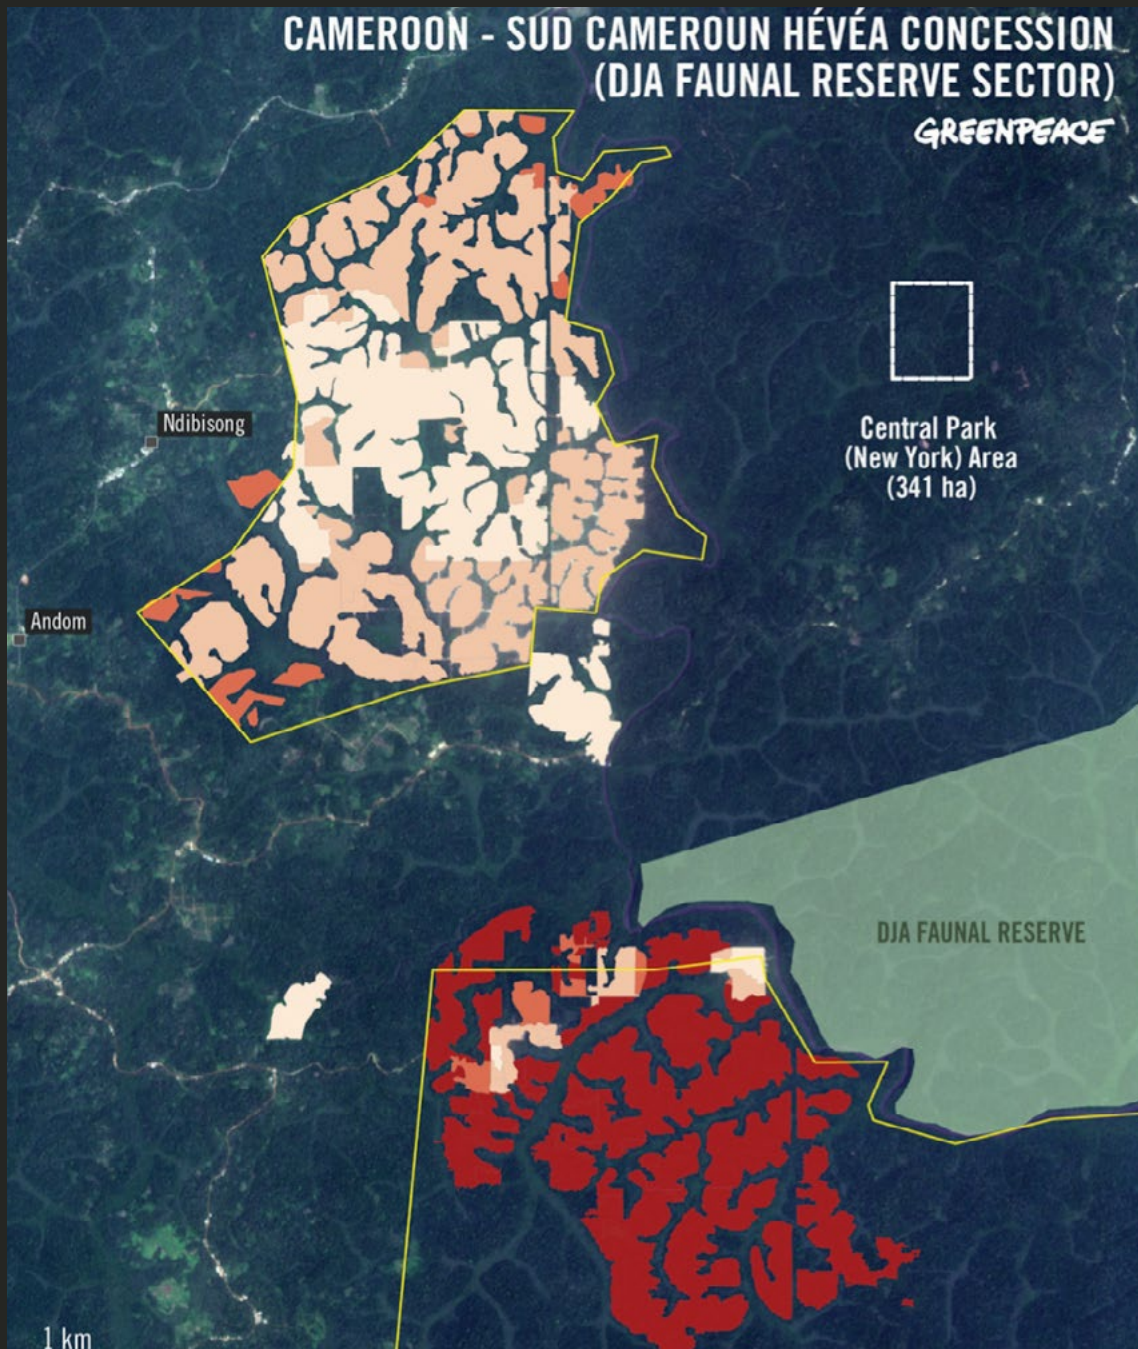 CAMEROON - SUD CAMEROUN HÉVÉA CONCESSION
(DJA FAUNAL RESERVE SECTOR)
GREENPEACE
Ndibisong
Central Park
(New York) Area
(341 ha)
Andom
DJA FAUNAL RESERVE
1 km